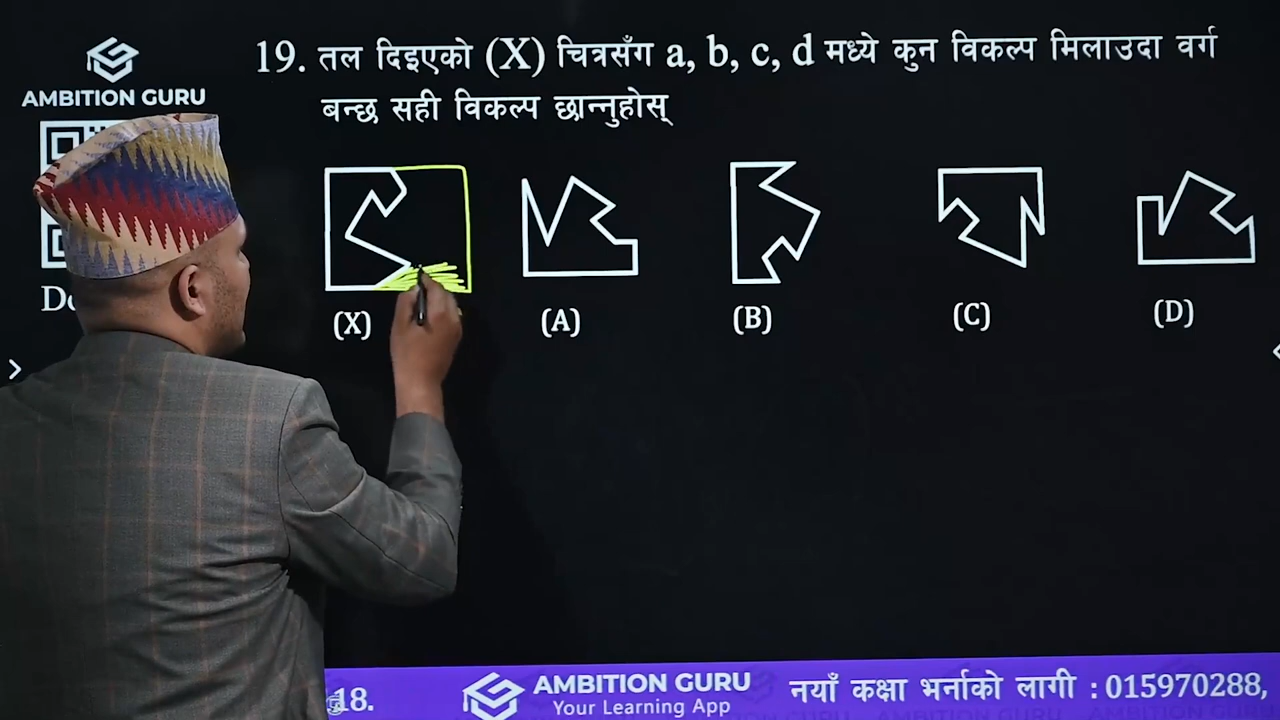 AMBITION GURU
19. तल दिइएको (X) चित्रसँग a, b, c, d मध्ये कुन विकल्प मिलाउदा वर्ग
बन्छ सही विकल्प छान्नुहोस्
(X) (A) (B) (C) (D)
18.
AMBITION GURU
Your Learning App
नयाँ कक्षा भर्नाको लागी : 015970288,